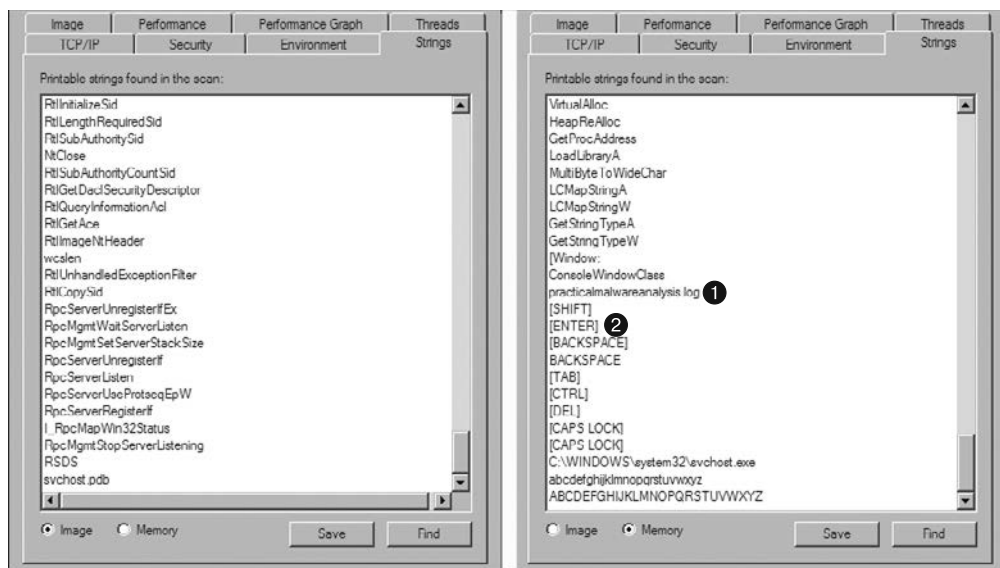 Image Performance Performance Graph Threads
TCP/IP Security Environment Strings
Printable strings found in the scan:
RtlInitializeSid
RtlLengthRequiredSid
RtlSubAuthoritySid
NtClose
RtlSubAuthorityCountSid
RtlGetDaclSecurityDescriptor
RtlQueryInformationAcl
RtlGetAce
RtlImageNtHeader
wcslen
RtlUnhandledExceptionFilter
RtlCopySid
RpcServerUnregisterIfEx
RpcMgmtWaitServerListen
RpcMgmtSetServerStackSize
RpcServerUnregisterIf
RpcServerListen
RpcServerUseProtseqEpW
RpcServerRegisterIf
I_RpcMapWin32Status
RpcMgmtStopServerListening
RSDS
svchost.pdb
Image Memory Save Find
Image Performance Performance Graph Threads
TCP/IP Security Environment Strings
Printable strings found in the scan:
VirtualAlloc
HeapReAlloc
GetProcAddress
LoadLibraryA
MultiByteToWideChar
LCMapStringA
LCMapStringW
GetStringTypeA
GetStringTypeW
[Window:
ConsoleWindowClass
practicalmalwareanalysis.log 1
[SHIFT]
[ENTER] 2
[BACKSPACE]
BACKSPACE
[TAB]
[CTRL]
[DEL]
[CAPS LOCK]
[CAPS LOCK]
C:\WINDOWS\system32\svchost.exe
abcdefghijklmnopqrstuvwxyz
ABCDEFGHIJKLMNOPQRSTUVWXYZ
Image Memory Save Find